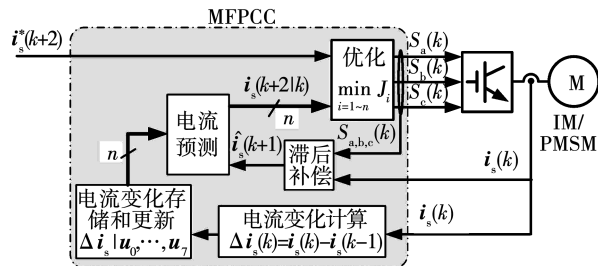 MFPCC
i*s(k+2)
优化
min Ji
i=1~n
Sa(k)
Sb(k)
Sc(k)
M
IM/
PMSM
is(k+2|k)
n
电流
预测
n
îs(k+1)
Sa,b,c(k)
滞后
补偿
is(k)
电流变化存
储和更新
Δis|u0,…,u7
电流变化计算
Δis(k)=is(k)-is(k-1)
is(k)